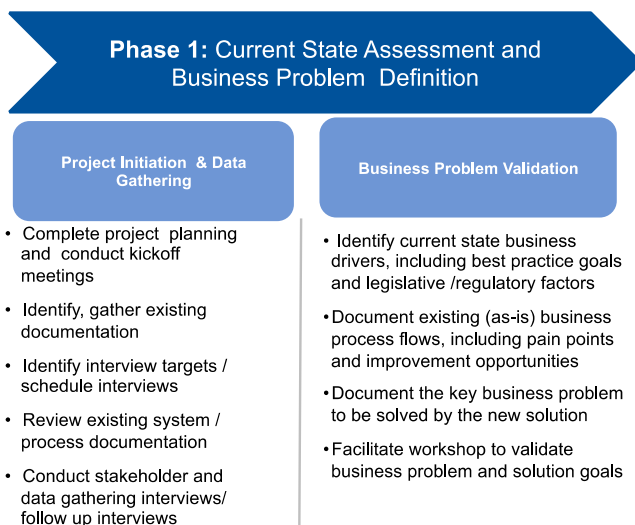 Phase 1: Current State Assessment and
Business Problem Definition
Project Initiation & Data
Gathering
• Complete project planning
and conduct kickoff
meetings
• Identify, gather existing
documentation
• Identify interview targets /
schedule interviews
• Review existing system /
process documentation
• Conduct stakeholder and
data gathering interviews/
follow up interviews
Business Problem Validation
• Identify current state business
drivers, including best practice goals
and legislative /regulatory factors
•Document existing (as-is) business
process flows, including pain points
and improvement opportunities
•Document the key business problem
to be solved by the new solution
•Facilitate workshop to validate
business problem and solution goals